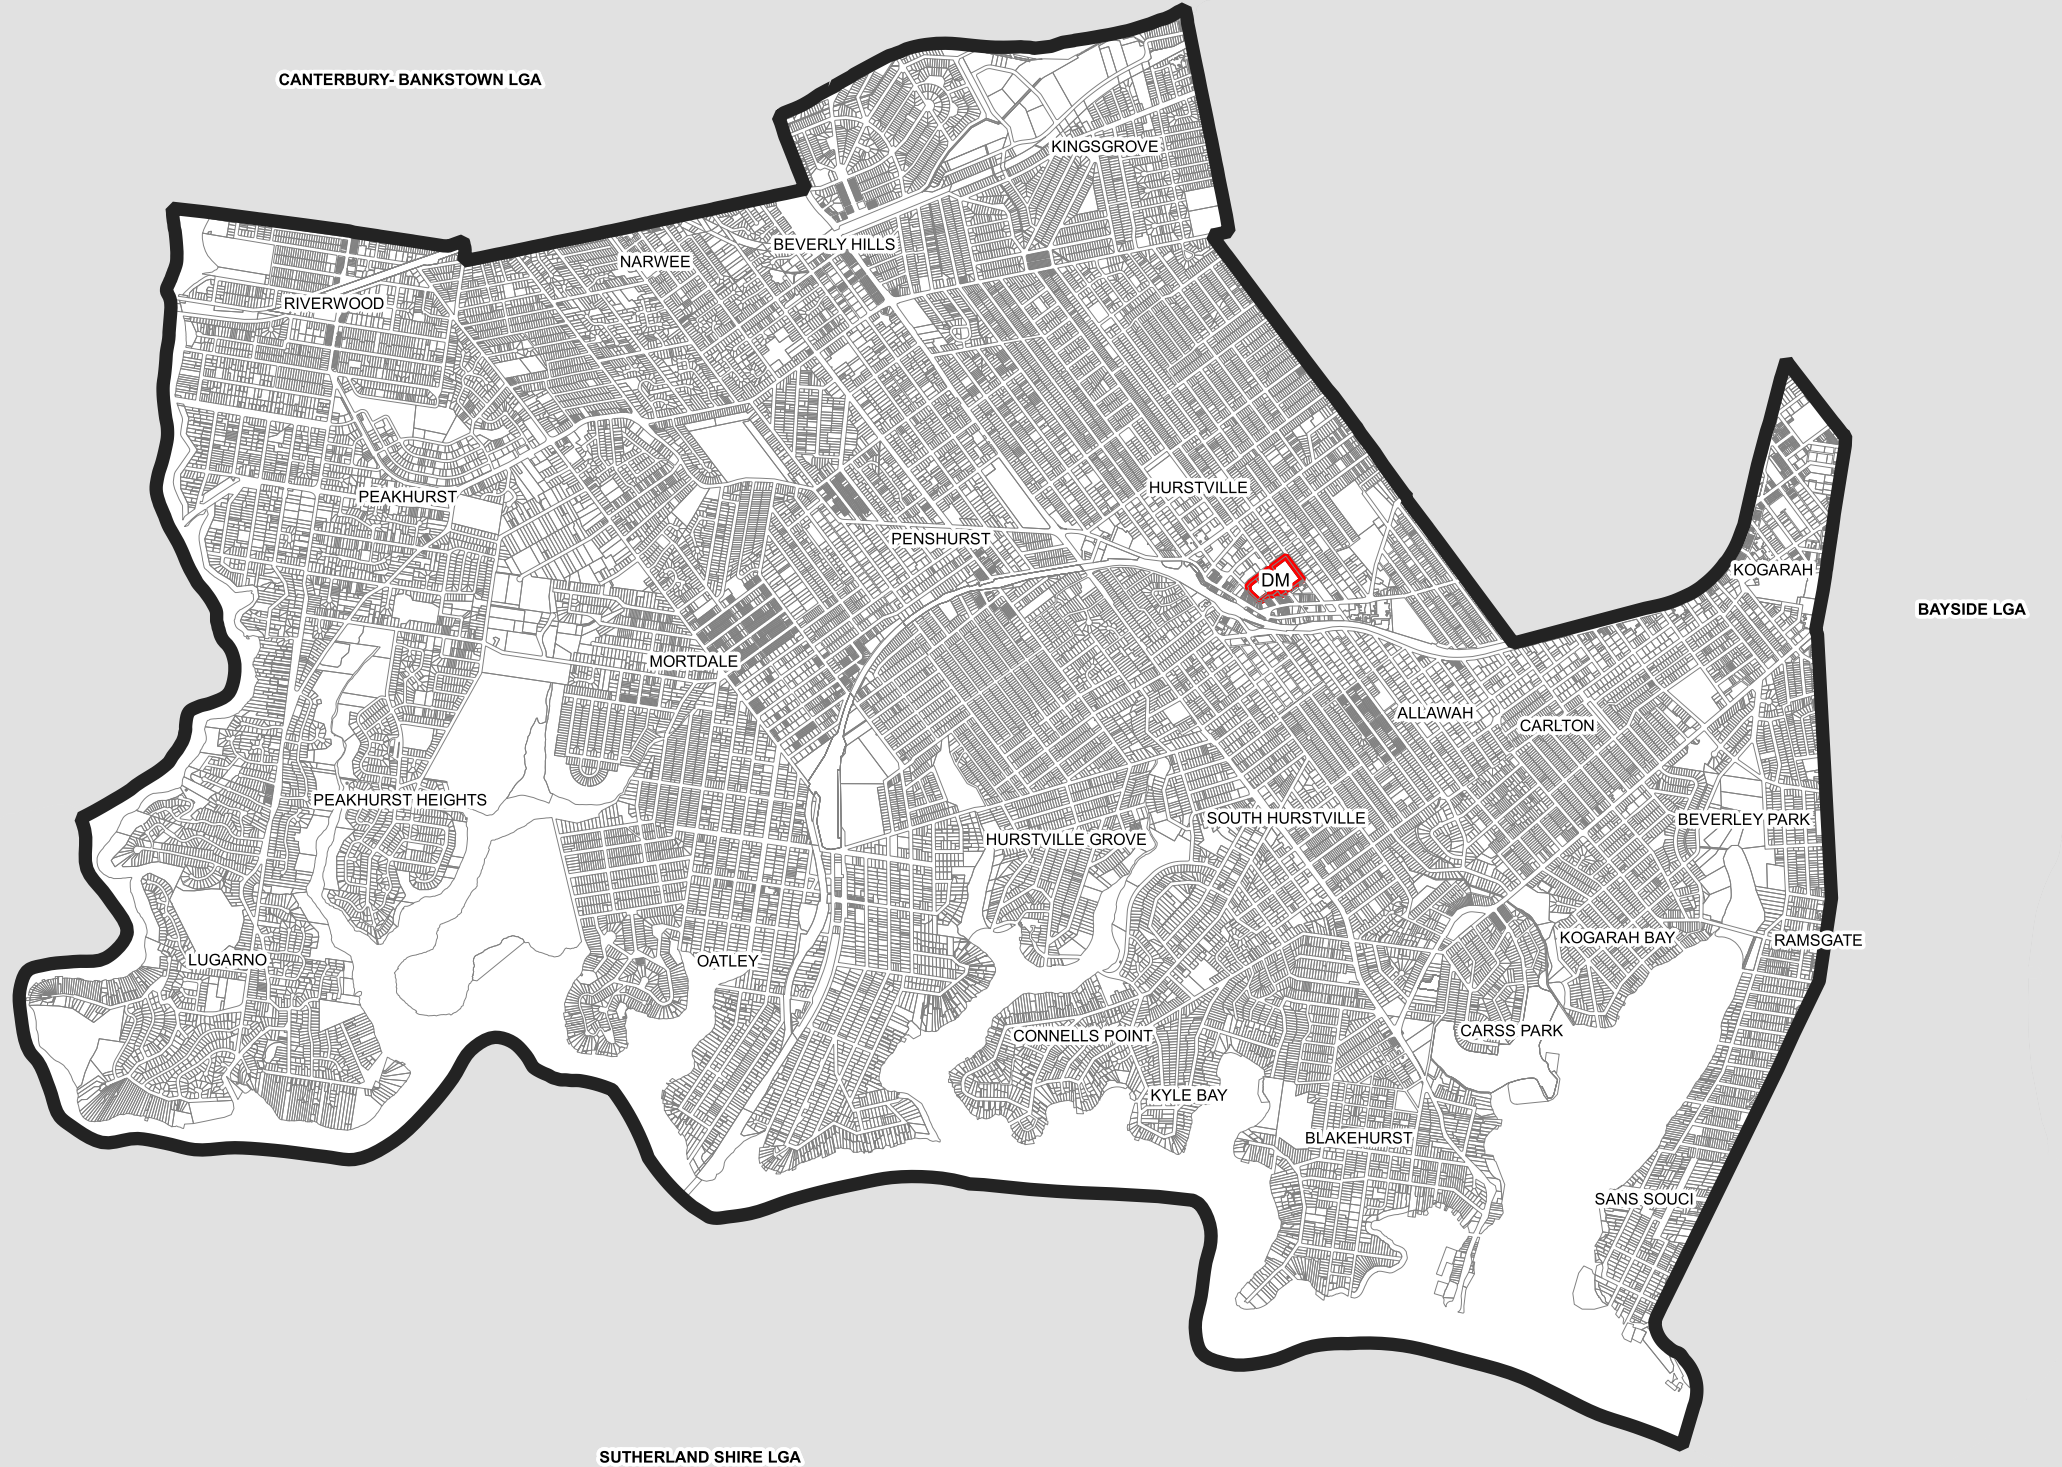 CANTERBURY- BANKSTOWN LGA
KINGSGROVE
BEVERLY HILLS
NARWEE
RIVERWOOD
HURSTVILLE
PEAKHURST
PENSHURST
KOGARAH
DM
BAYSIDE LGA
MORTDALE
ALLAWAH
CARLTON
PEAKHURST HEIGHTS
SOUTH HURSTVILLE
BEVERLEY PARK
HURSTVILLE GROVE
KOGARAH BAY
RAMSGATE
LUGARNO
OATLEY
CARSS PARK
CONNELLS POINT
KYLE BAY
BLAKEHURST
SANS SOUCI
SUTHERLAND SHIRE LGA